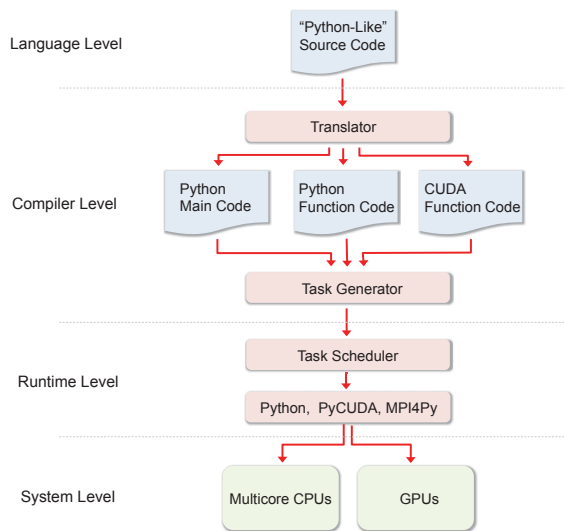 Language Level
“Python-Like”
Source Code
Translator
Compiler Level
Python
Main Code
Python
Function Code
CUDA
Function Code
Task Generator
Runtime Level
Task Scheduler
Python, PyCUDA, MPI4Py
System Level
Multicore CPUs
GPUs